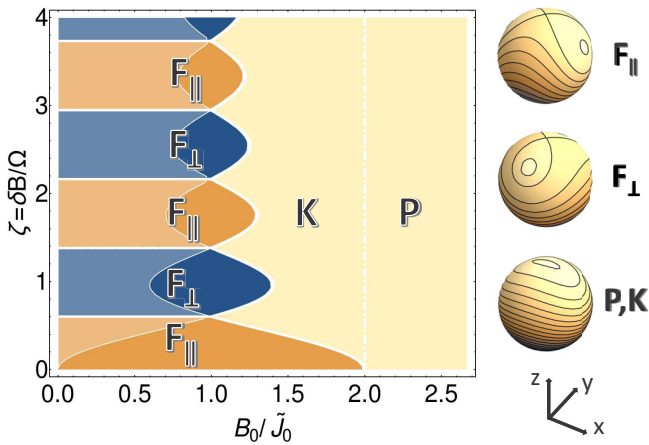 4
3
2
1
0
ζ=δB/Ω
F∥
F⊥
F∥
F⊥
F∥
K
P
0.0 0.5 1.0 1.5 2.0 2.5
B₀/J̃₀
F∥
F⊥
P,K
z
y
x